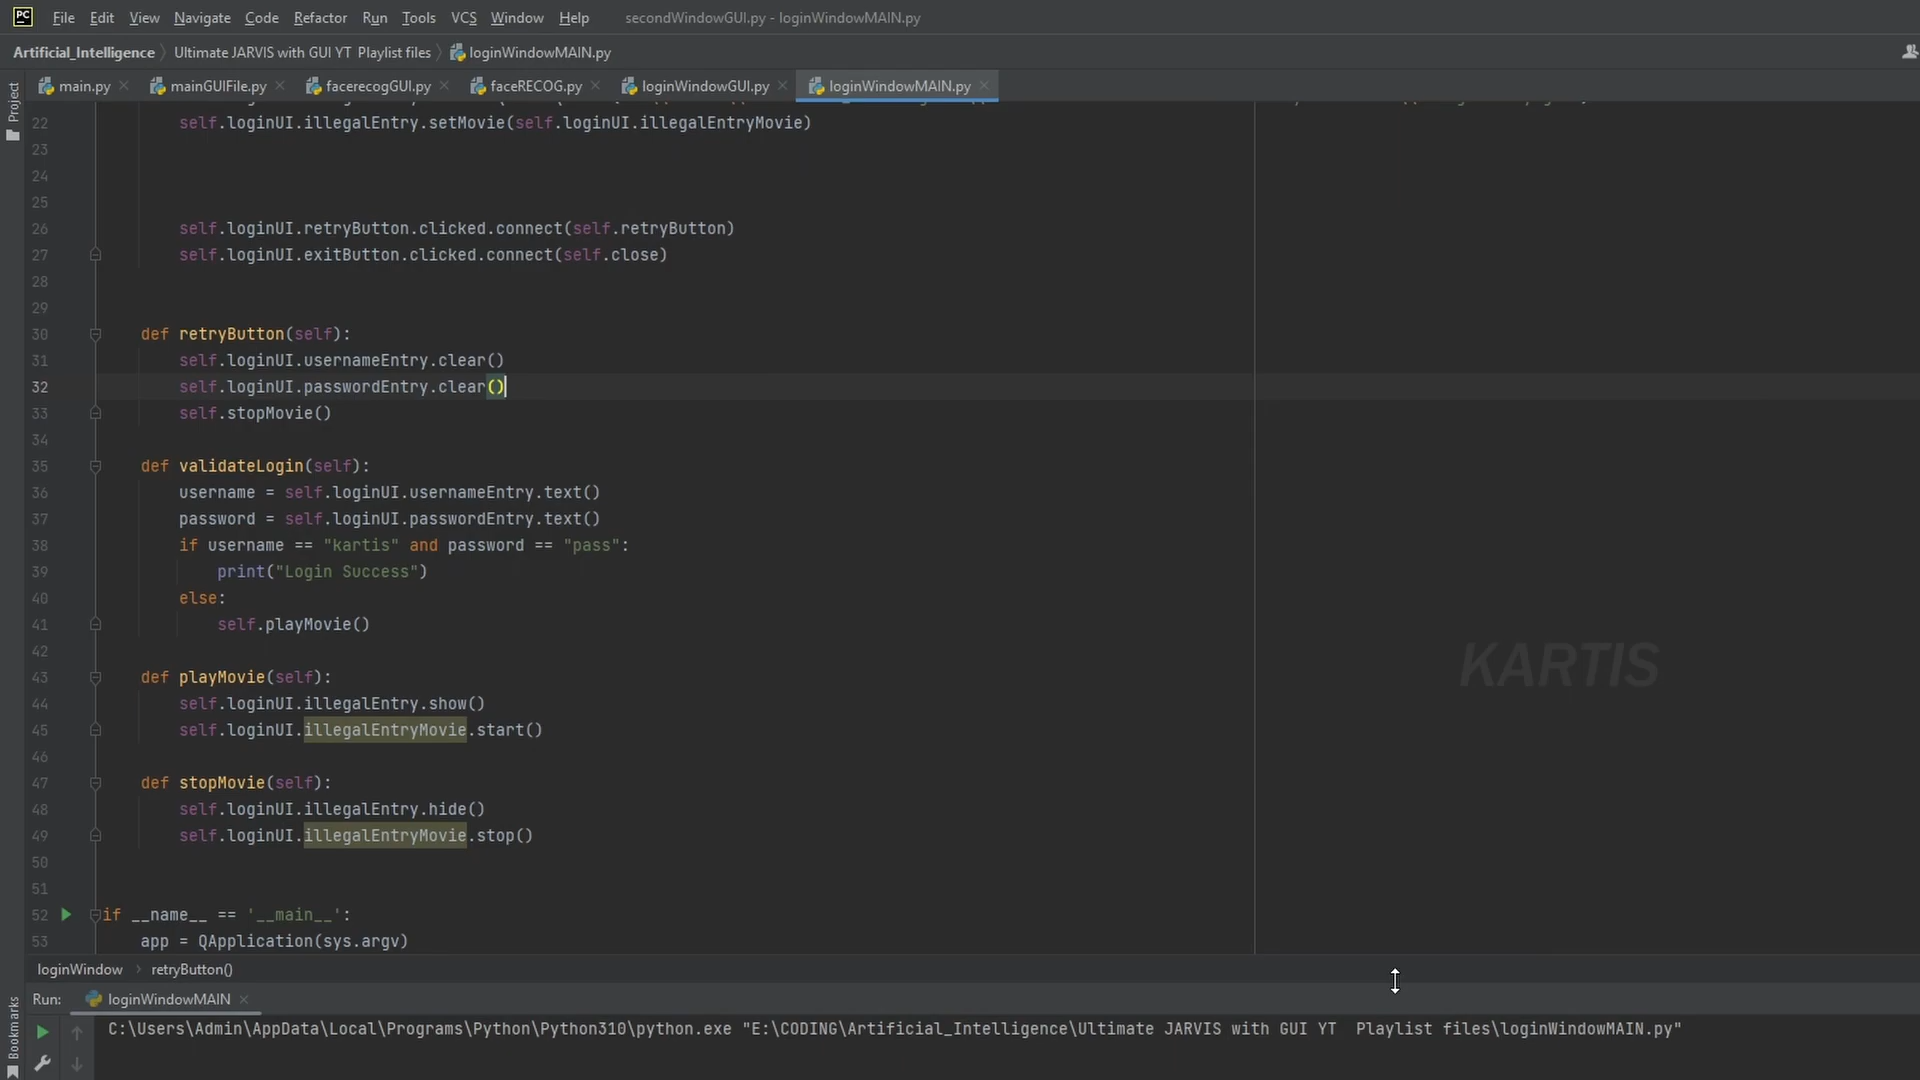 PC File Edit View Navigate Code Refactor Run Tools VCS Window Help secondWindowGUI.py - loginWindowMAIN.py
Artificial_Intelligence Ultimate JARVIS with GUI YT Playlist files loginWindowMAIN.py
Project
main.py mainGUIFile.py facerecogGUI.py faceRECOG.py loginWindowGUI.py loginWindowMAIN.py
22 self.loginUI.illegalEntry.setMovie(self.loginUI.illegalEntryMovie)
23
24
25
26 self.loginUI.retryButton.clicked.connect(self.retryButton)
27 self.loginUI.exitButton.clicked.connect(self.close)
28
29
30 def retryButton(self):
31 self.loginUI.usernameEntry.clear()
32 self.loginUI.passwordEntry.clear()
33 self.stopMovie()
34
35 def validateLogin(self):
36 username = self.loginUI.usernameEntry.text()
37 password = self.loginUI.passwordEntry.text()
38 if username == "kartis" and password == "pass":
39 print("Login Success")
40 else:
41 self.playMovie()
42
43 def playMovie(self):
44 self.loginUI.illegalEntry.show()
45 self.loginUI.illegalEntryMovie.start()
46
47 def stopMovie(self):
48 self.loginUI.illegalEntry.hide()
49 self.loginUI.illegalEntryMovie.stop()
50
51
52 if __name__ == '__main__':
53 app = QApplication(sys.argv)
KARTIS
loginWindow retryButton()
Bookmarks
Run: loginWindowMAIN
C:\Users\Admin\AppData\Local\Programs\Python\Python310\python.exe "E:\CODING\Artificial_Intelligence\Ultimate JARVIS with GUI YT  Playlist files\loginWindowMAIN.py"